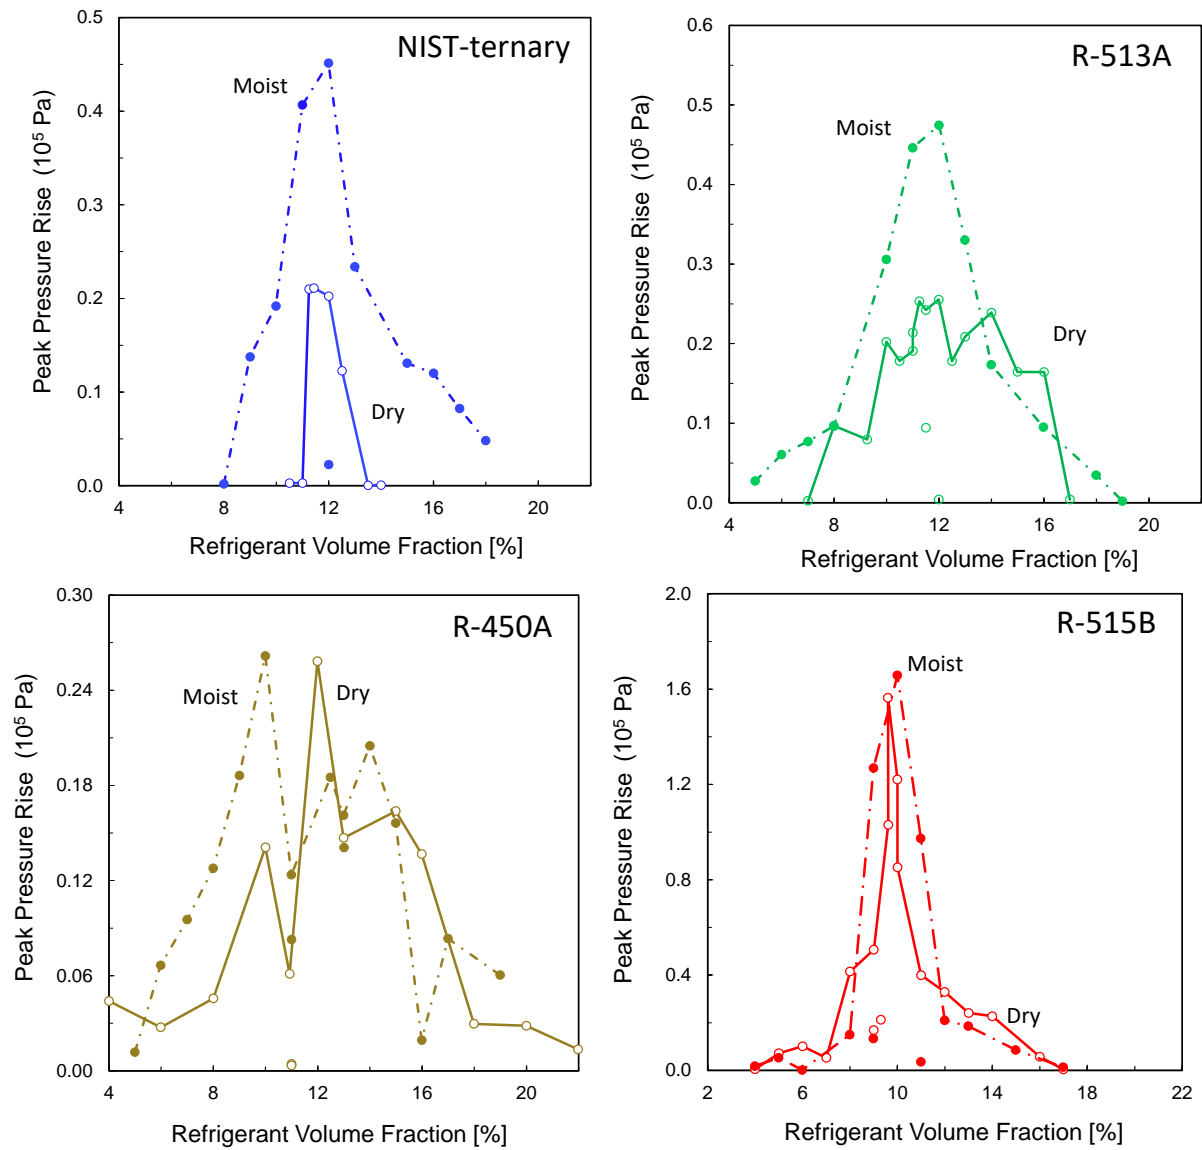 NIST-ternary
Moist
Dry
Peak Pressure Rise (10⁵ Pa)
0.5
0.4
0.3
0.2
0.1
0.0
4 8 12 16 20
Refrigerant Volume Fraction [%]
R-513A
Moist
Dry
Peak Pressure Rise (10⁵ Pa)
0.6
0.5
0.4
0.3
0.2
0.1
0.0
4 8 12 16 20
Refrigerant Volume Fraction [%]
R-450A
Moist
Dry
Peak Pressure Rise (10⁵ Pa)
0.30
0.24
0.18
0.12
0.06
0.00
4 8 12 16 20
Refrigerant Volume Fraction [%]
R-515B
Moist
Dry
Peak Pressure Rise (10⁵ Pa)
2.0
1.6
1.2
0.8
0.4
0.0
2 6 10 14 18 22
Refrigerant Volume Fraction [%]